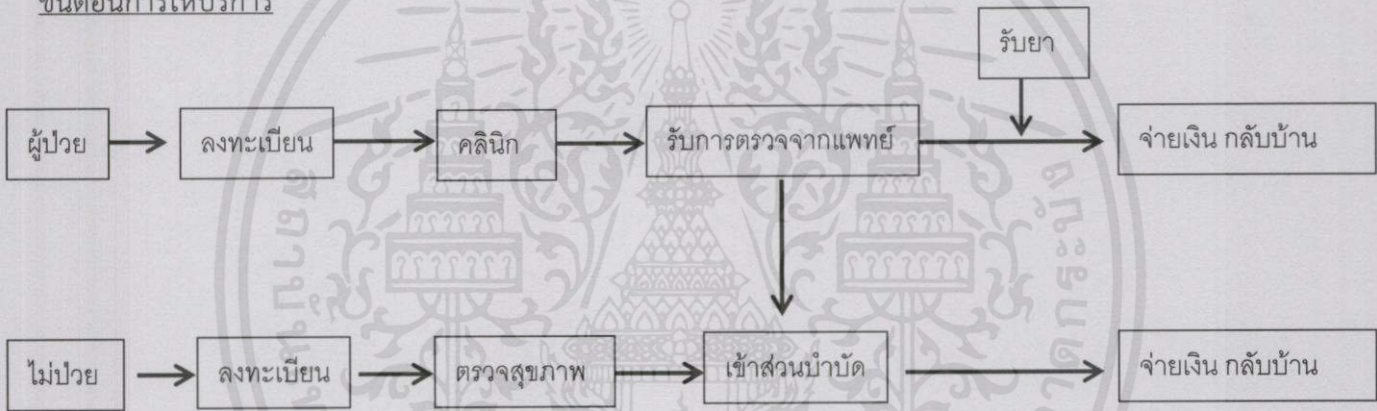 ขั้นตอนการให้บริการ
รับยา
ผู้ป่วย
ลงทะเบียน
คลินิก
รับการตรวจจากแพทย์
จ่ายเงิน กลับบ้าน
ไม่ป่วย
ลงทะเบียน
ตรวจสุขภาพ
เข้าส่วนบำบัด
จ่ายเงิน กลับบ้าน